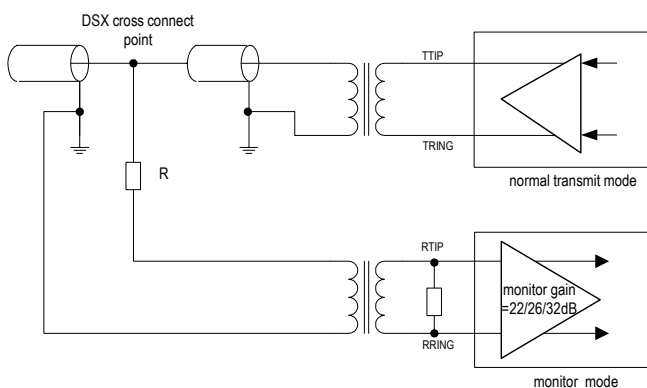 DSX cross connect
point
TTIP
TRING
normal transmit mode
R
RTIP
monitor gain
=22/26/32dB
RRING
monitor mode